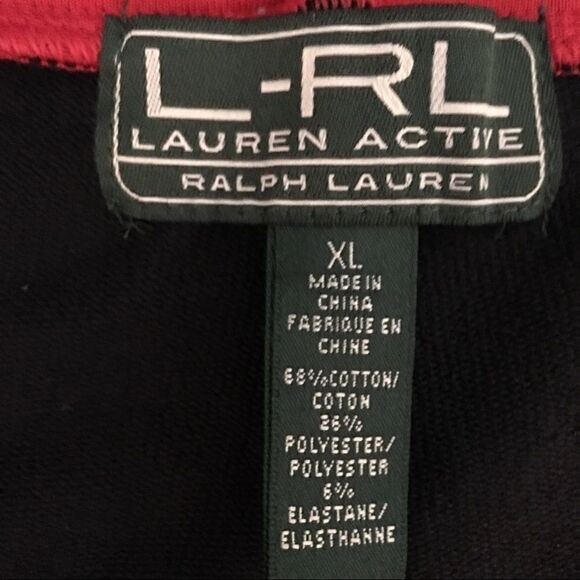 L-RL
LAUREN ACTIVE
RALPH LAUREN
XL
MADE IN
CHINA
FABRIQUE EN
CHINE
68% COTTON/
COTON
26%
POLYESTER/
POLYESTER
6%
ELASTANE/
ELASTHANNE